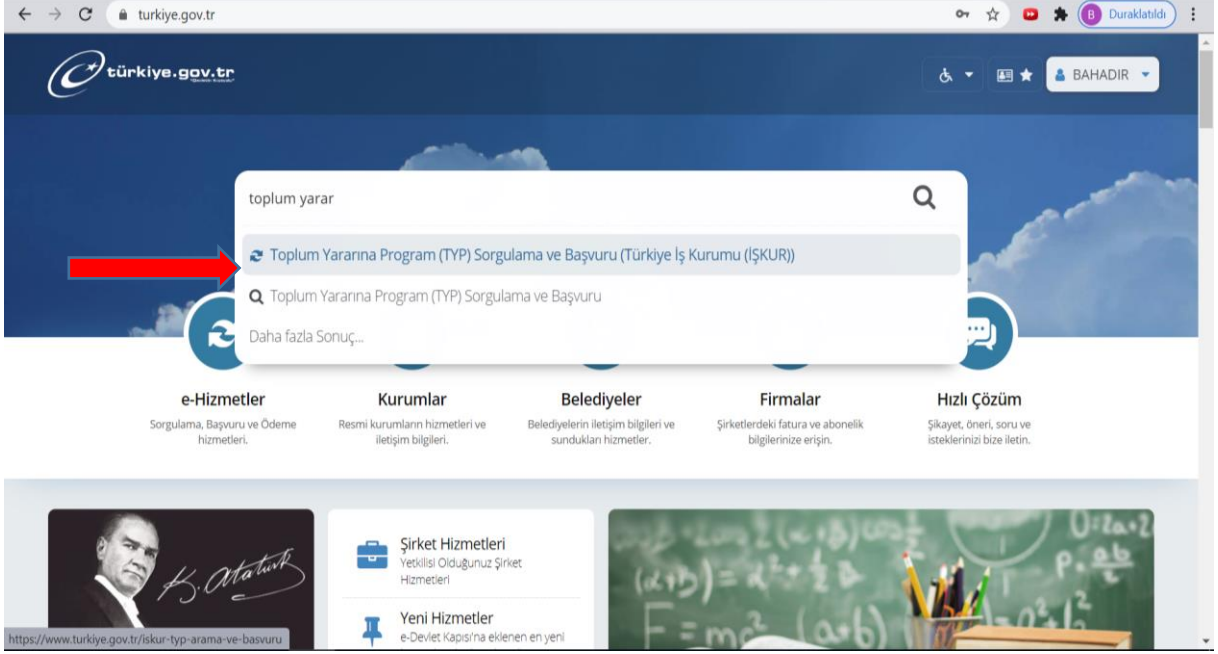 turkiye.gov.tr
B Duraklatıldı
türkiye.gov.tr
BAHADIR
toplum yarar
Toplum Yararına Program (TYP) Sorgulama ve Başvuru (Türkiye İş Kurumu (İŞKUR))
Toplum Yararına Program (TYP) Sorgulama ve Başvuru
Daha fazla Sonuç...
e-Hizmetler
Sorgulama, Başvuru ve Ödeme
hizmetleri.
Kurumlar
Resmi kurumların hizmetleri ve
iletişim bilgileri.
Belediyeler
Belediyelerin iletişim bilgileri ve
sundukları hizmetler.
Firmalar
Şirketlerdeki fatura ve abonelik
bilgilerinize erişin.
Hızlı Çözüm
Şikayet, öneri, soru ve
isteklerinizi bize iletin.
K. Atatürk
Şirket Hizmetleri
Yetkilisi Olduğunuz Şirket
Hizmetleri
Yeni Hizmetler
e-Devlet Kapısı'na eklenen en yeni
https://www.turkiye.gov.tr/iskur-typ-arama-ve-basvuru